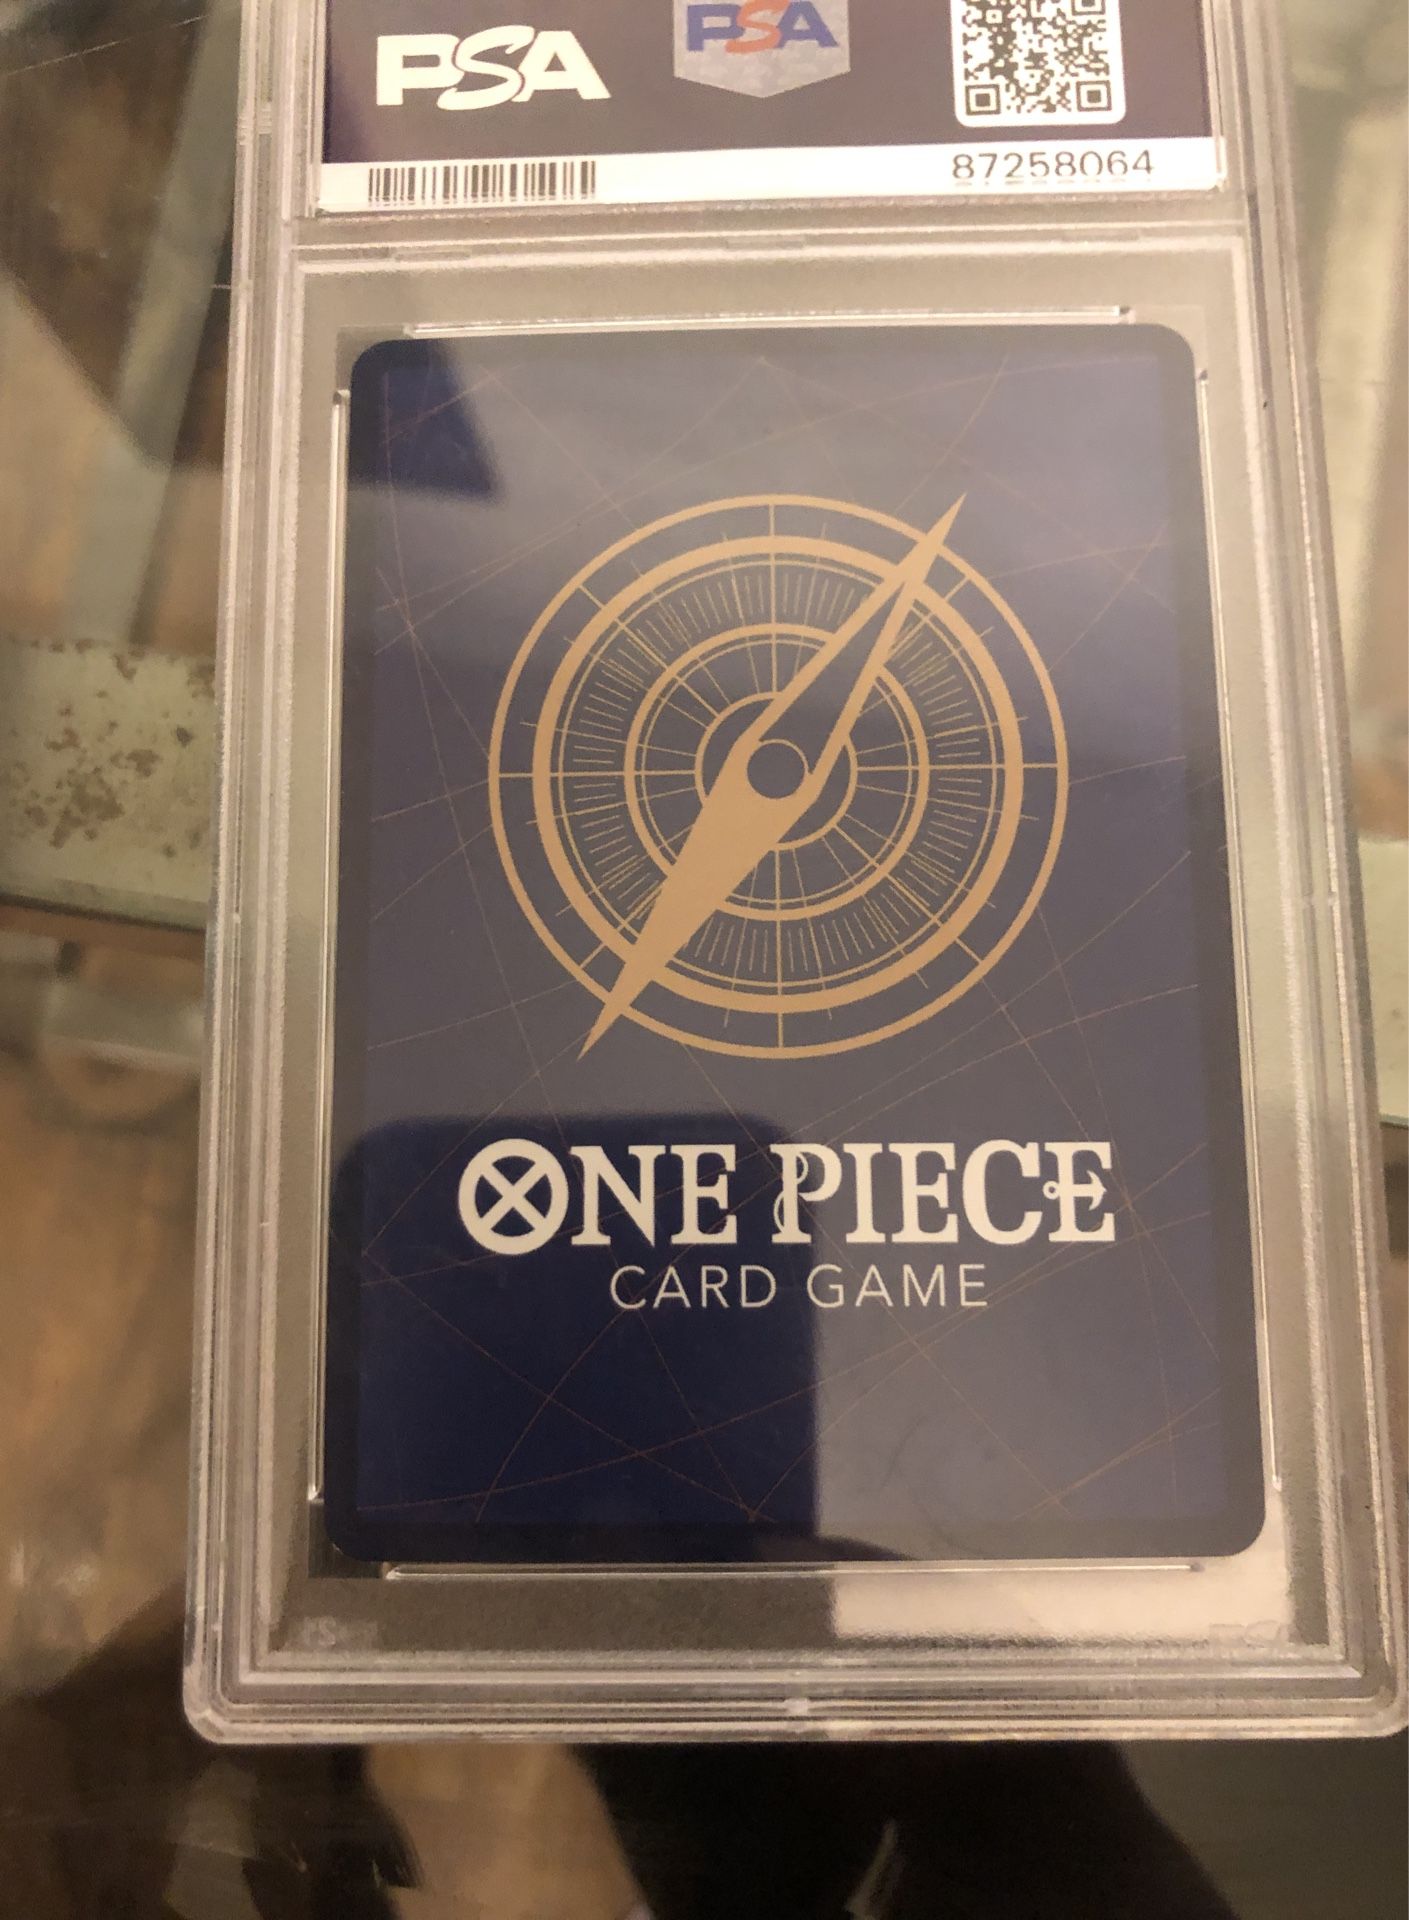 PSA
PSA
87258064
ONE PIECE
CARD GAME